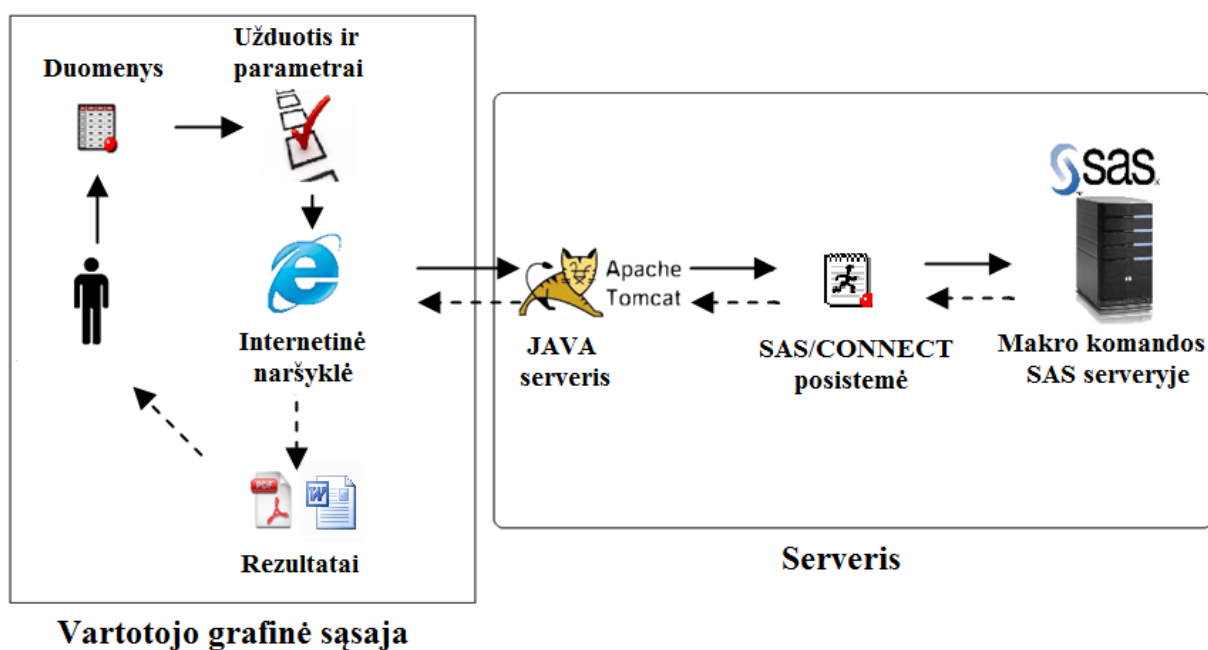 Duomenys
Užduotis ir
parametrai
Internetinė
naršyklė
PDF
Rezultatai
Vartotojo grafinė sąsaja
Apache
Tomcat
JAVA
serveris
SAS/CONNECT
posistemė
sas
Makro komandos
SAS serveryje
Serveris